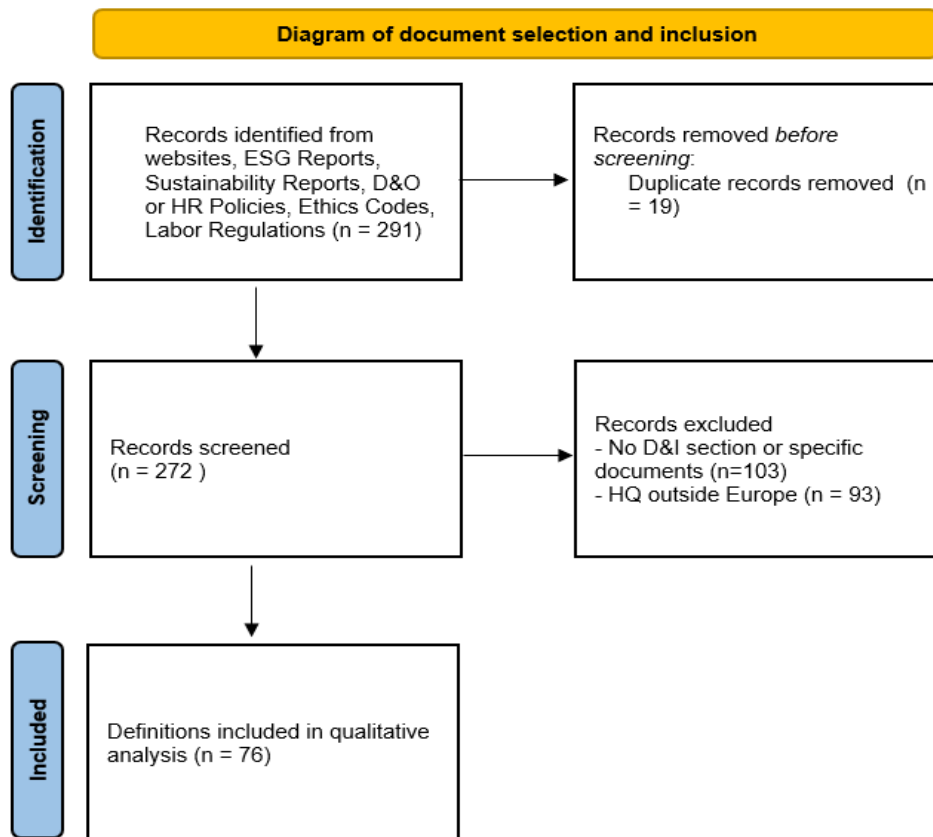 Diagram of document selection and inclusion
Identification
Records identified from
websites, ESG Reports,
Sustainability Reports, D&O
or HR Policies, Ethics Codes,
Labor Regulations (n = 291)
Records removed before
screening:
Duplicate records removed (n
= 19)
Screening
Records screened
(n = 272 )
Records excluded
- No D&I section or specific
documents (n=103)
- HQ outside Europe (n = 93)
Included
Definitions included in qualitative
analysis (n = 76)